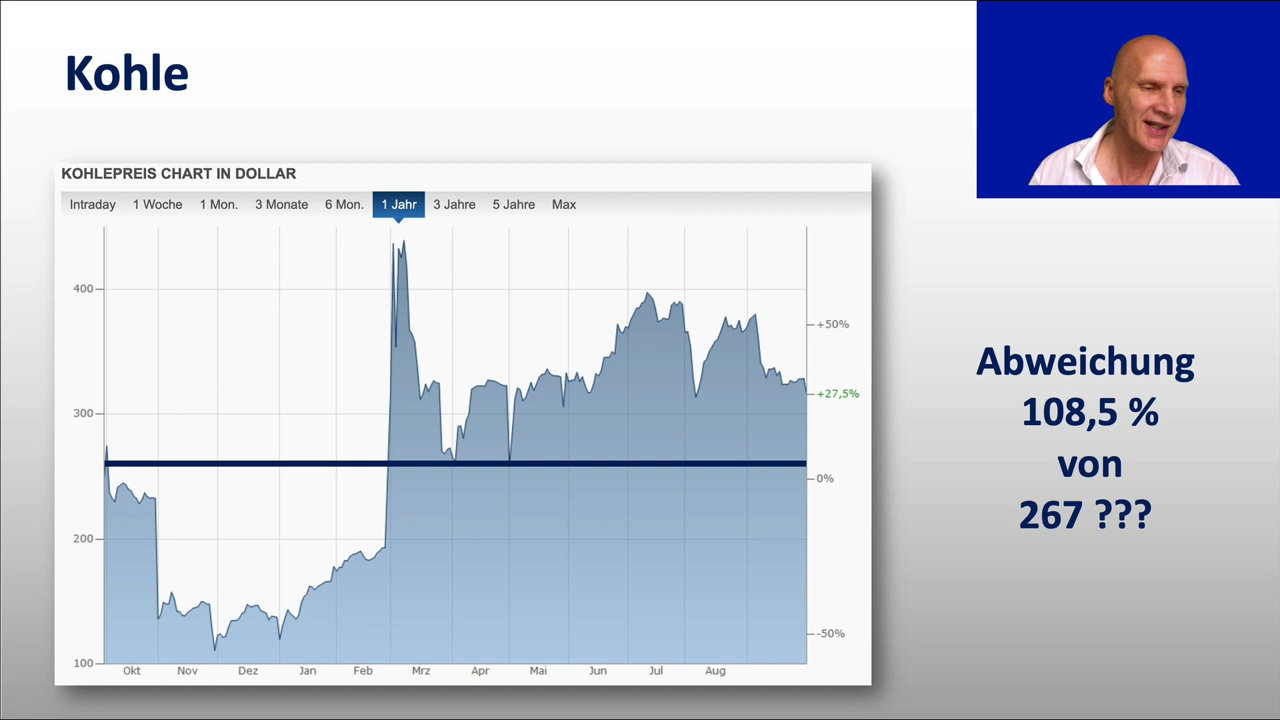 Kohle
KOHLEPREIS CHART IN DOLLAR
Intraday 1 Woche 1 Mon. 3 Monate 6 Mon. 1 Jahr 3 Jahre 5 Jahre Max
400
300
200
100
+50%
+27,5%
0%
-50%
Okt Nov Dez Jan Feb Mrz Apr Mai Jun Jul Aug
Abweichung
108,5 %
von
267 ???